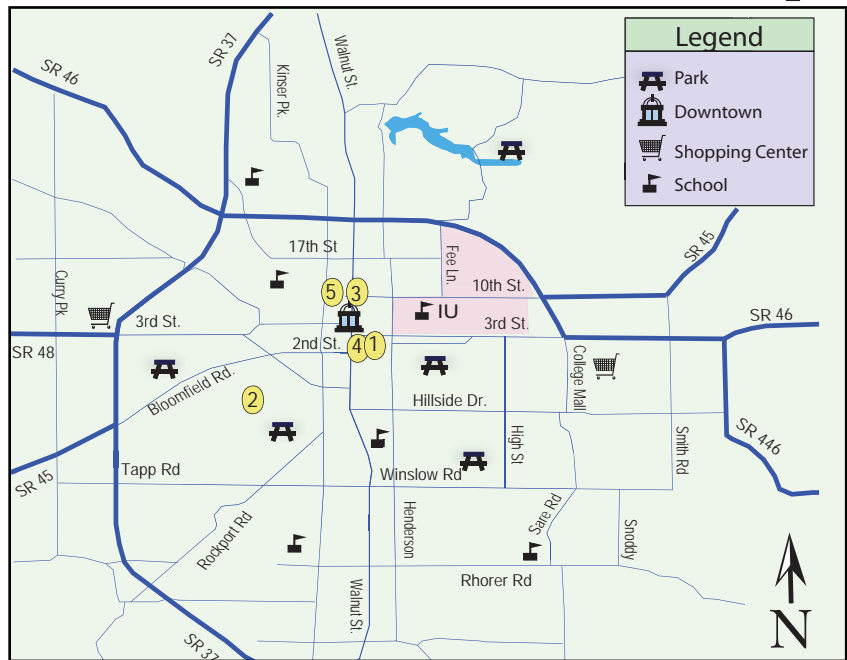 Legend
Park
Downtown
Shopping Center
School
SR 46
SR 37
Kinser Pk.
Walnut St.
17th St
Fee Ln.
10th St.
SR 45
Curry Pk
3rd St.
5
3
IU
3rd St.
SR 46
SR 48
2nd St.
4
1
College Mall
Bloomfield Rd.
2
Hillside Dr.
High St
Smith Rd
SR 446
SR 45
Tapp Rd
Winslow Rd
Rockport Rd
Henderson
Sare Rd
Snoddy
Rhorer Rd
Walnut St.
SR 37
N